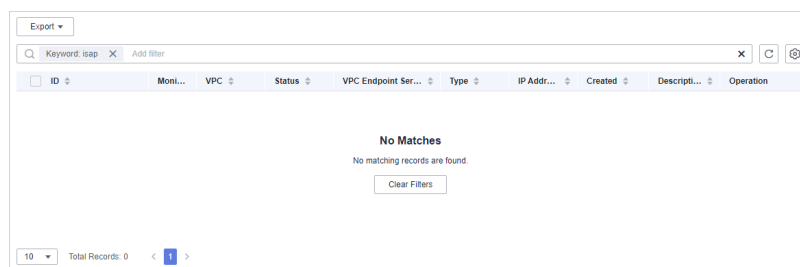 Export
Keyword: isap X Add filter
ID Moni... VPC Status VPC Endpoint Ser... Type IP Addr... Created Descripti... Operation
No Matches
No matching records are found.
Clear Filters
10 Total Records: 0 < 1 >